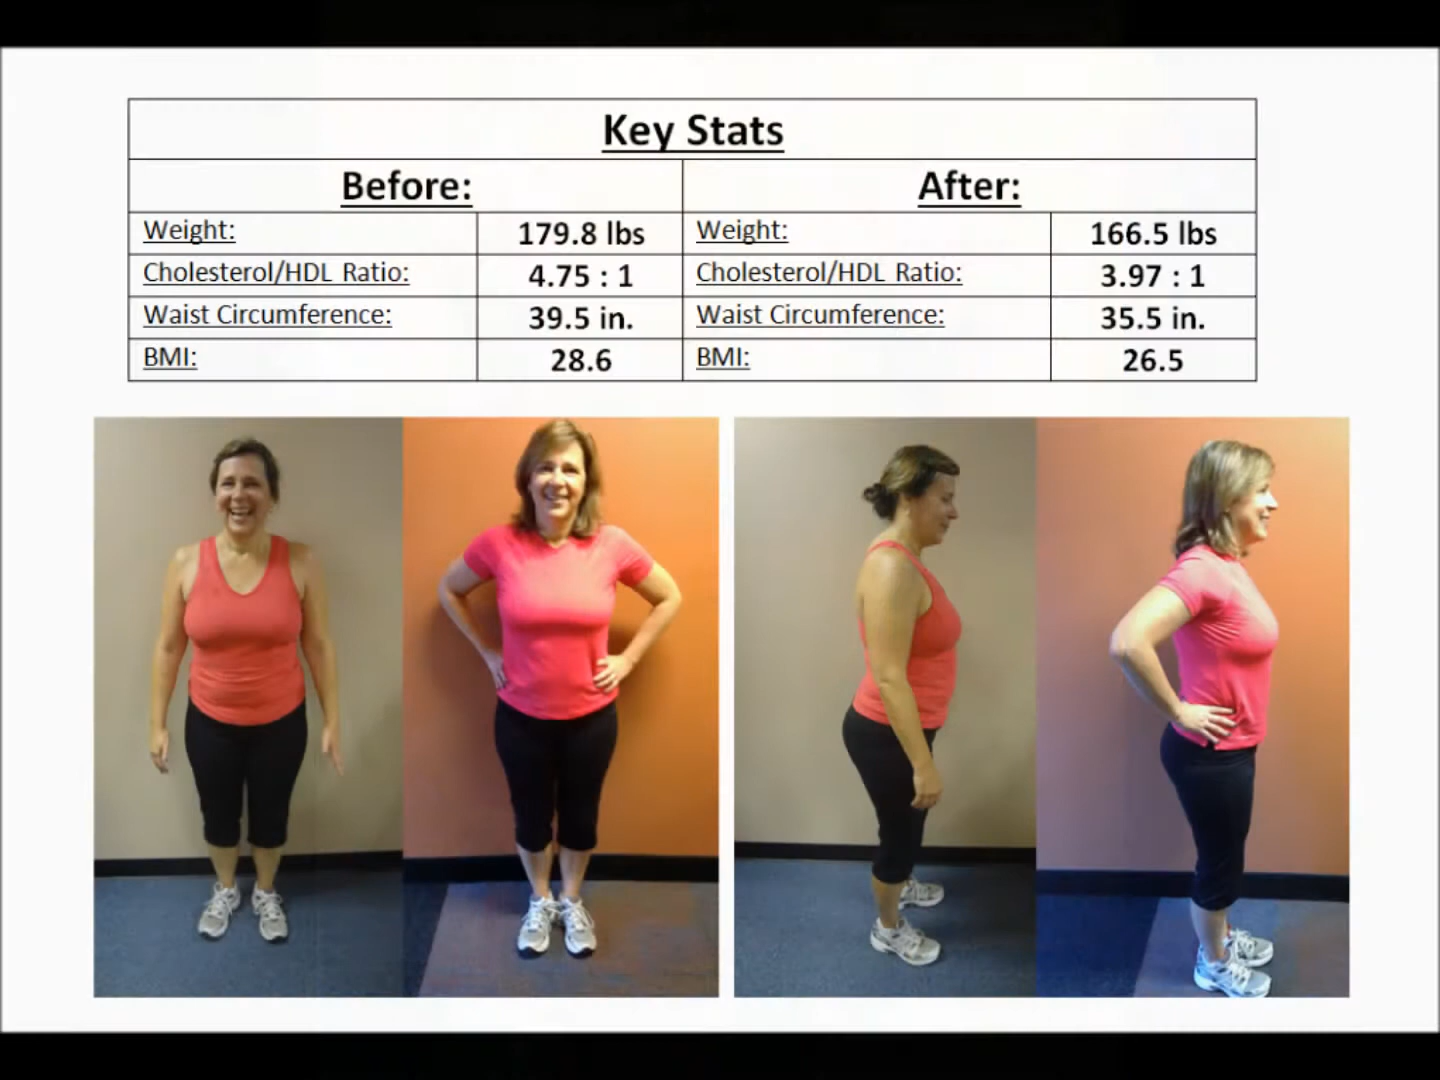 Key Stats
Before: After:
Weight: 179.8 lbs Weight: 166.5 lbs
Cholesterol/HDL Ratio: 4.75 : 1 Cholesterol/HDL Ratio: 3.97 : 1
Waist Circumference: 39.5 in. Waist Circumference: 35.5 in.
BMI: 28.6 BMI: 26.5